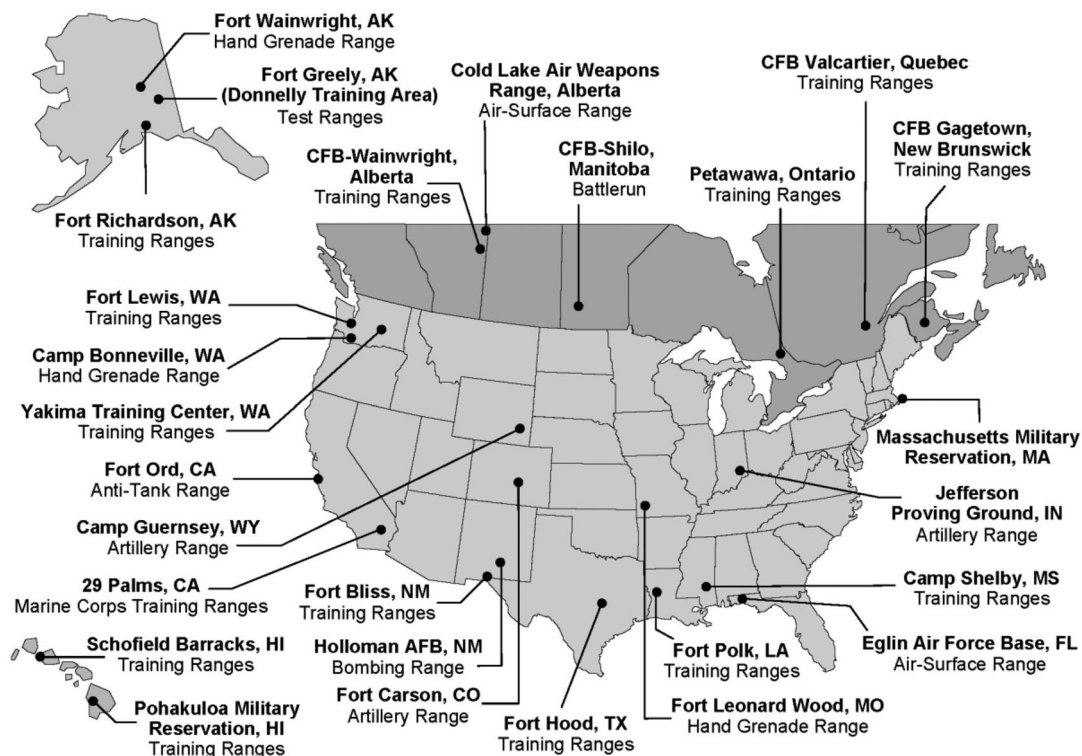 Fort Wainwright, AK
Hand Grenade Range
Fort Greely, AK
(Donnelly Training Area)
Test Ranges
Fort Richardson, AK
Training Ranges
Cold Lake Air Weapons
Range, Alberta
Air-Surface Range
CFB-Wainwright,
Alberta
Training Ranges
CFB-Shilo,
Manitoba
Battlerun
CFB Valcartier, Quebec
Training Ranges
Petawawa, Ontario
Training Ranges
CFB Gagetown,
New Brunswick
Training Ranges
Fort Lewis, WA
Training Ranges
Camp Bonneville, WA
Hand Grenade Range
Yakima Training Center, WA
Training Ranges
Fort Ord, CA
Anti-Tank Range
Camp Guernsey, WY
Artillery Range
29 Palms, CA
Marine Corps Training Ranges
Schofield Barracks, HI
Training Ranges
Pohakuloa Military
Reservation, HI
Training Ranges
Fort Bliss, NM
Training Ranges
Holloman AFB, NM
Bombing Range
Fort Carson, CO
Artillery Range
Fort Hood, TX
Training Ranges
Massachusetts Military
Reservation, MA
Jefferson
Proving Ground, IN
Artillery Range
Camp Shelby, MS
Training Ranges
Eglin Air Force Base, FL
Air-Surface Range
Fort Polk, LA
Training Ranges
Fort Leonard Wood, MO
Hand Grenade Range